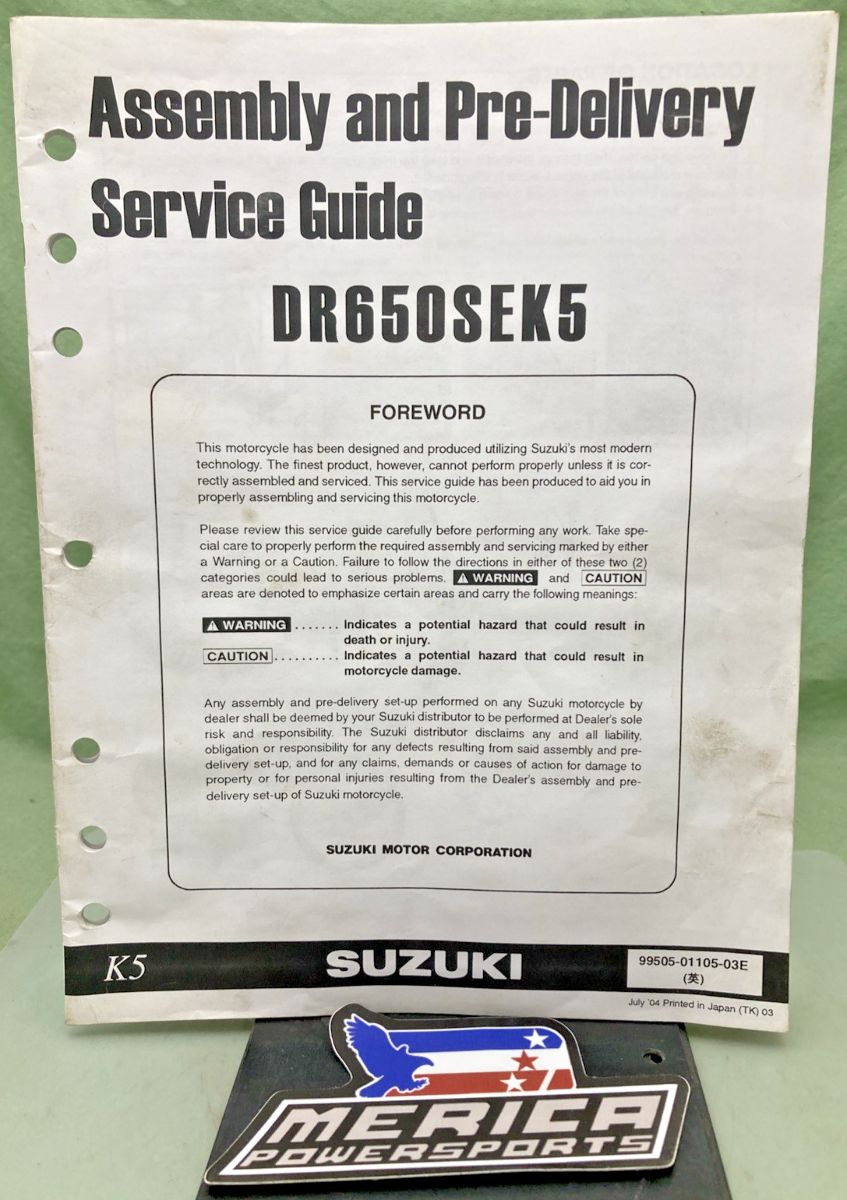 Assembly and Pre-Delivery
Service Guide
DR650SEK5
FOREWORD
This motorcycle has been designed and produced utilizing Suzuki's most modern
technology. The finest product, however, cannot perform properly unless it is cor-
rectly assembled and serviced. This service guide has been produced to aid you in
properly assembling and servicing this motorcycle.
Please review this service guide carefully before performing any work. Take spe-
cial care to properly perform the required assembly and servicing marked by either
a Warning or a Caution. Failure to follow the directions in either of these two (2)
categories could lead to serious problems. ⚠ WARNING and CAUTION
areas are denoted to emphasize certain areas and carry the following meanings:
⚠ WARNING ....... Indicates a potential hazard that could result in
death or injury.
CAUTION .......... Indicates a potential hazard that could result in
motorcycle damage.
Any assembly and pre-delivery set-up performed on any Suzuki motorcycle by
dealer shall be deemed by your Suzuki distributor to be performed at Dealer's sole
risk and responsibility. The Suzuki distributor disclaims any and all liability,
obligation or responsibility for any defects resulting from said assembly and pre-
delivery set-up, and for any claims, demands or causes of action for damage to
property or for personal injuries resulting from the Dealer's assembly and pre-
delivery set-up of Suzuki motorcycle.
SUZUKI MOTOR CORPORATION
K5
SUZUKI
99505-01105-03E
(英)
July '04 Printed in Japan (TK) 03
MERICA
POWERSPORTS